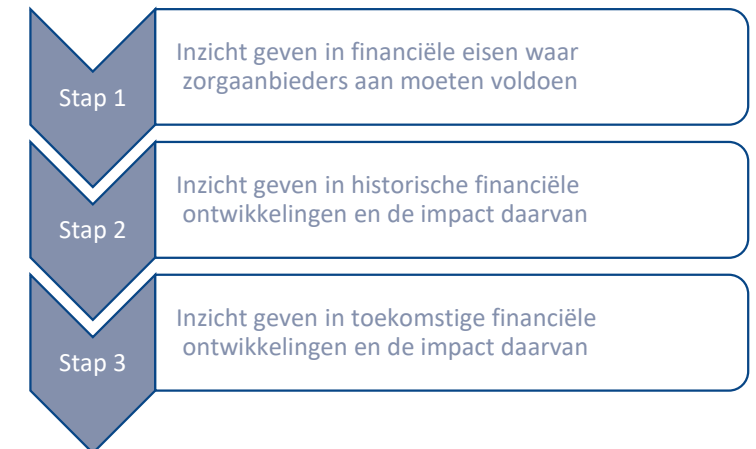 Stap 1
Inzicht geven in financiële eisen waar
zorgaanbieders aan moeten voldoen
Stap 2
Inzicht geven in historische financiële
ontwikkelingen en de impact daarvan
Stap 3
Inzicht geven in toekomstige financiële
ontwikkelingen en de impact daarvan